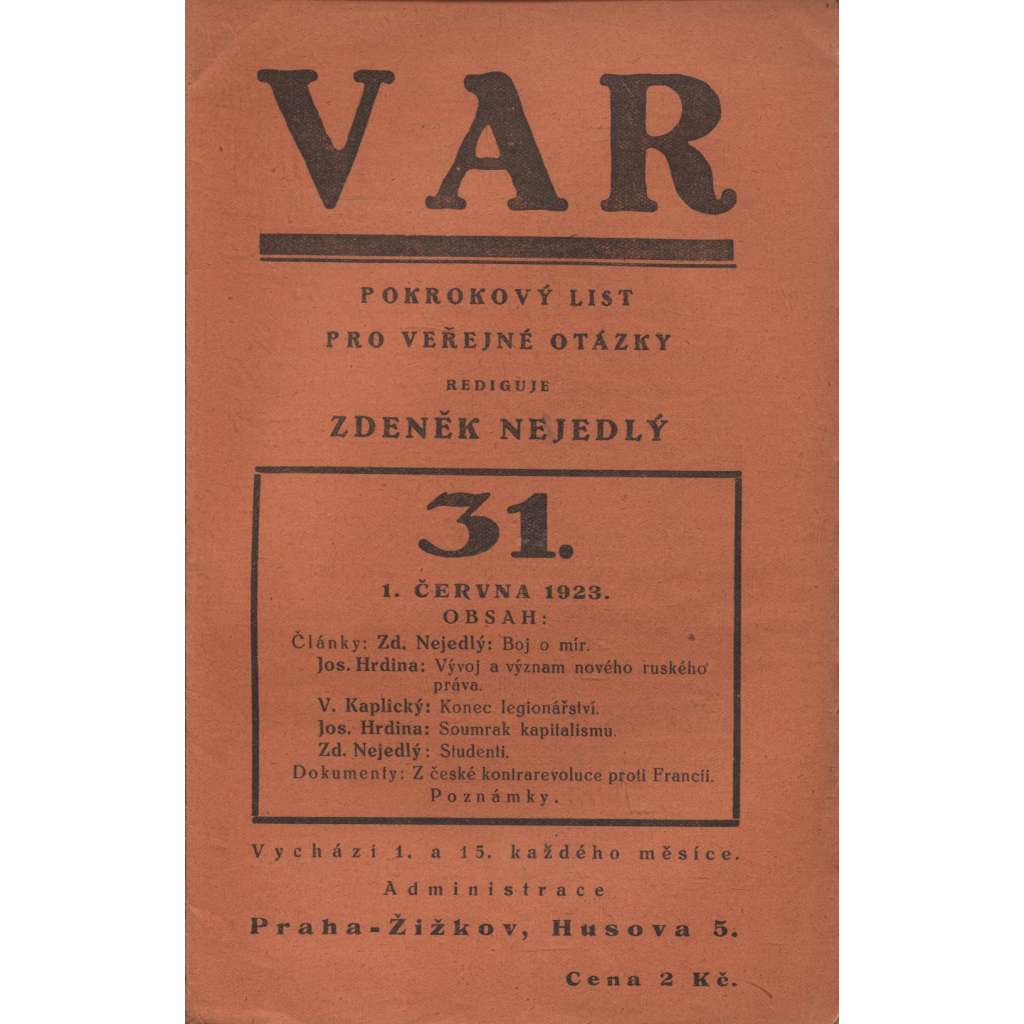 VAR
POKROKOVÝ LIST
PRO VEŘEJNÉ OTÁZKY
REDIGUJE
ZDENĚK NEJEDLÝ
31.
1. ČERVNA 1923.
OBSAH:
Články: Zd. Nejedlý: Boj o mír.
Jos. Hrdina: Vývoj a význam nového ruského
práva.
V. Kaplický: Konec legionářství.
Jos. Hrdina: Soumrak kapitalismu.
Zd. Nejedlý: Studenti.
Dokumenty: Z české kontrarevoluce proti Francii.
Poznámky.
Vychází 1. a 15. každého měsíce.
Administrace
Praha-Žižkov, Husova 5.
Cena 2 Kč.